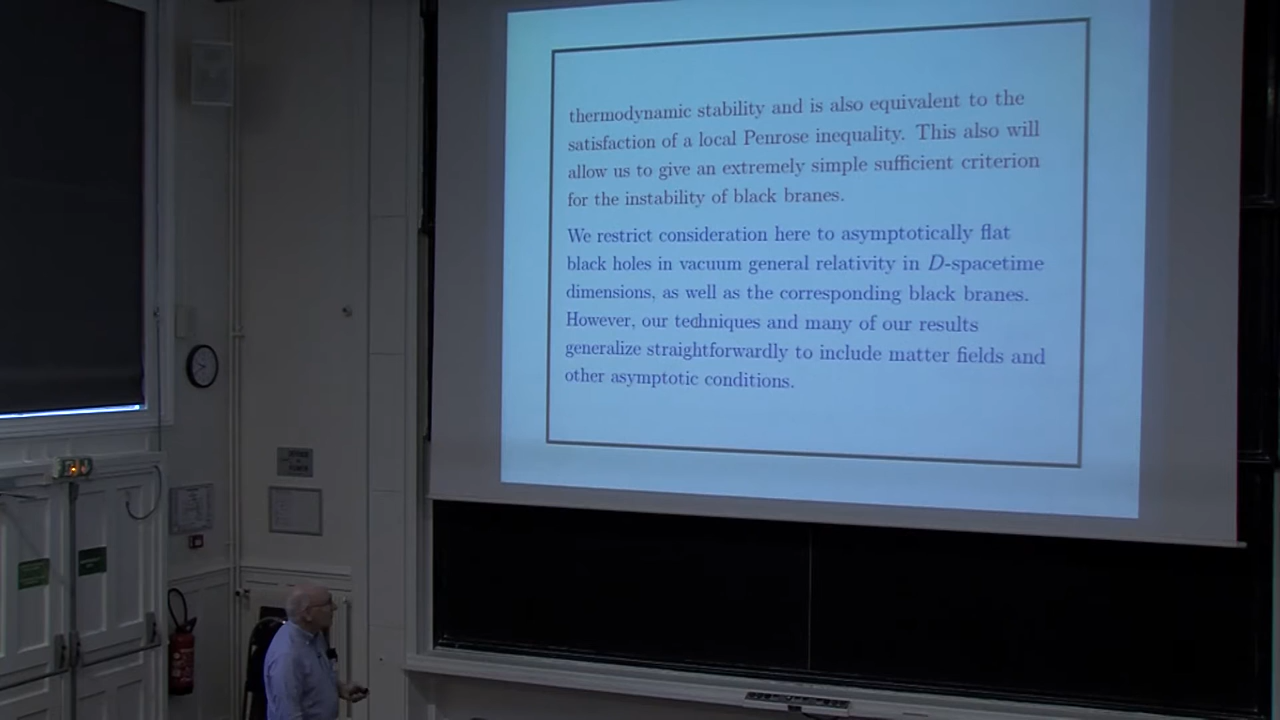 thermodynamic stability and is also equivalent to the
satisfaction of a local Penrose inequality. This also will
allow us to give an extremely simple sufficient criterion
for the instability of black branes.
We restrict consideration here to asymptotically flat
black holes in vacuum general relativity in D-spacetime
dimensions, as well as the corresponding black branes.
However, our techniques and many of our results
generalize straightforwardly to include matter fields and
other asymptotic conditions.